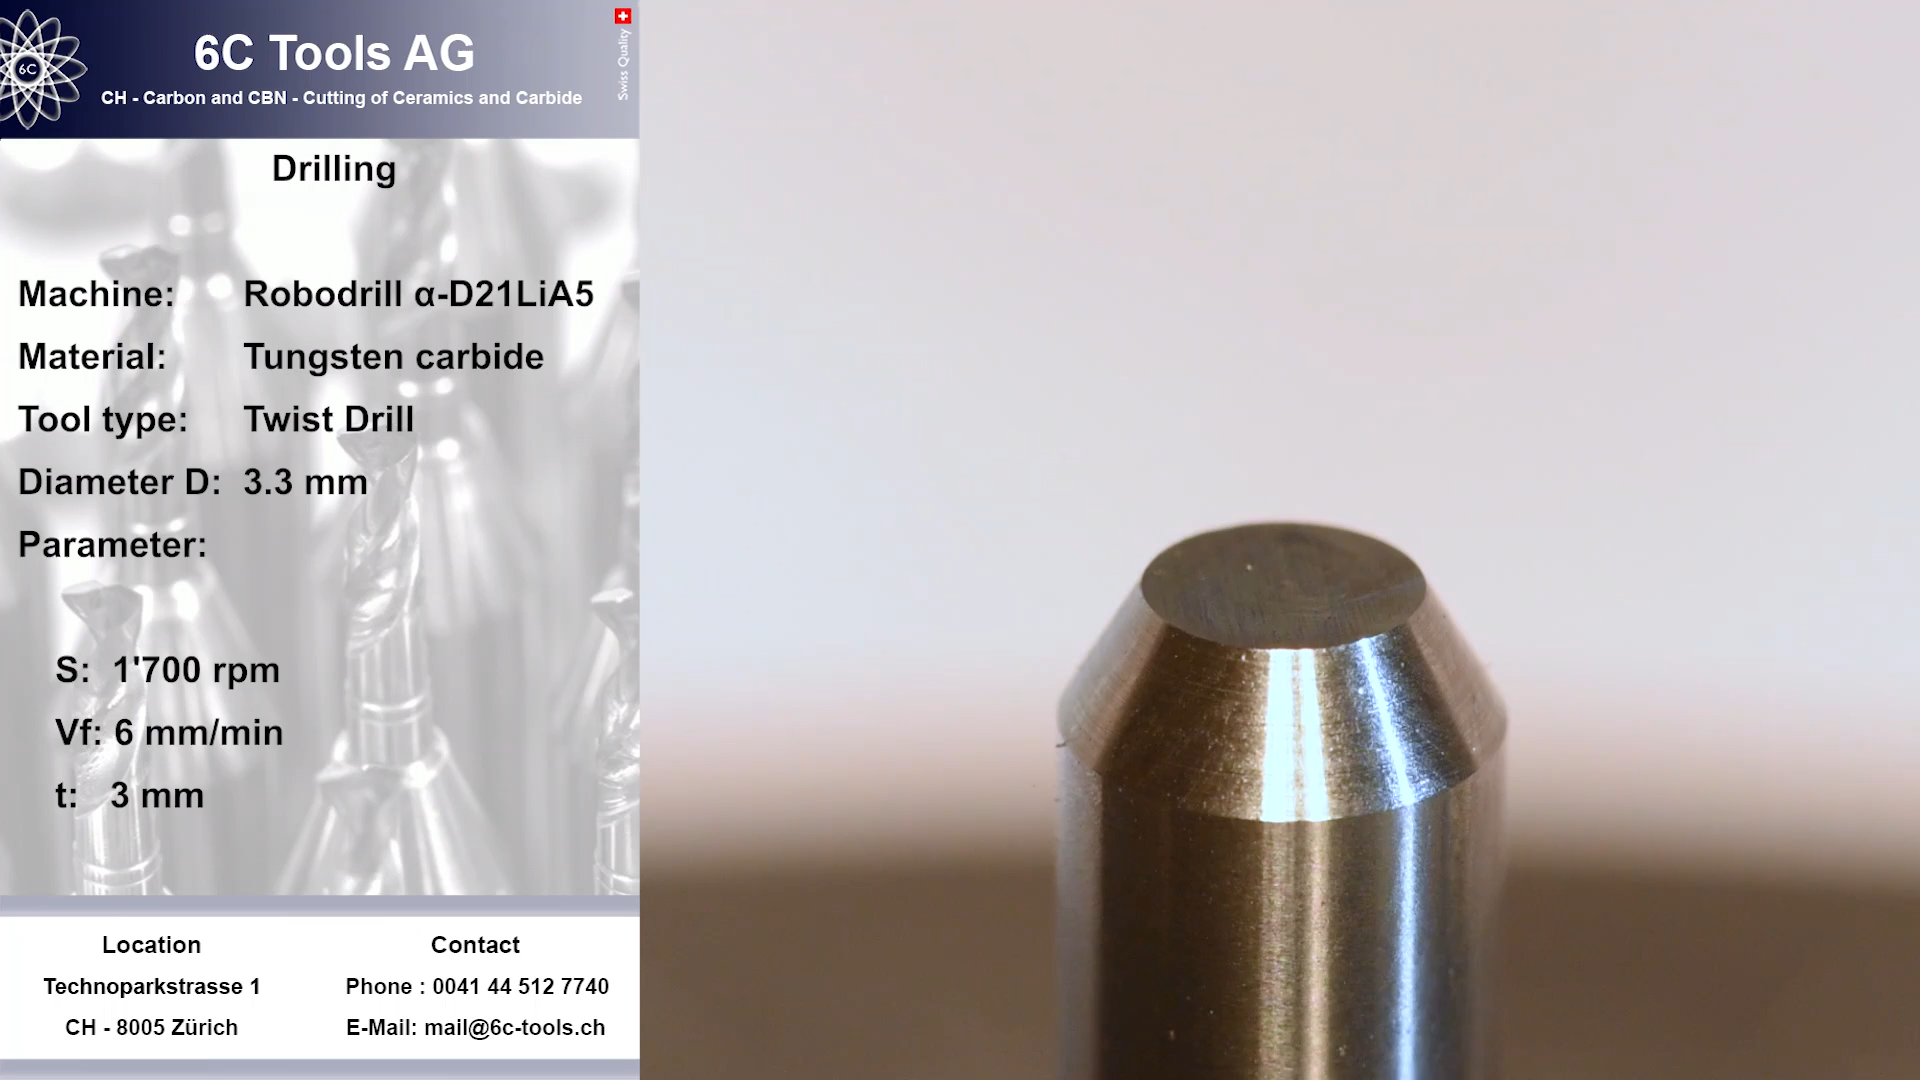 6C
6C Tools AG
CH - Carbon and CBN - Cutting of Ceramics and Carbide
Swiss Quality
Drilling
Machine: Robodrill α-D21LiA5
Material: Tungsten carbide
Tool type: Twist Drill
Diameter D: 3.3 mm
Parameter:
S: 1'700 rpm
Vf: 6 mm/min
t: 3 mm
Location
Technoparkstrasse 1
CH - 8005 Zürich
Contact
Phone : 0041 44 512 7740
E-Mail: mail@6c-tools.ch